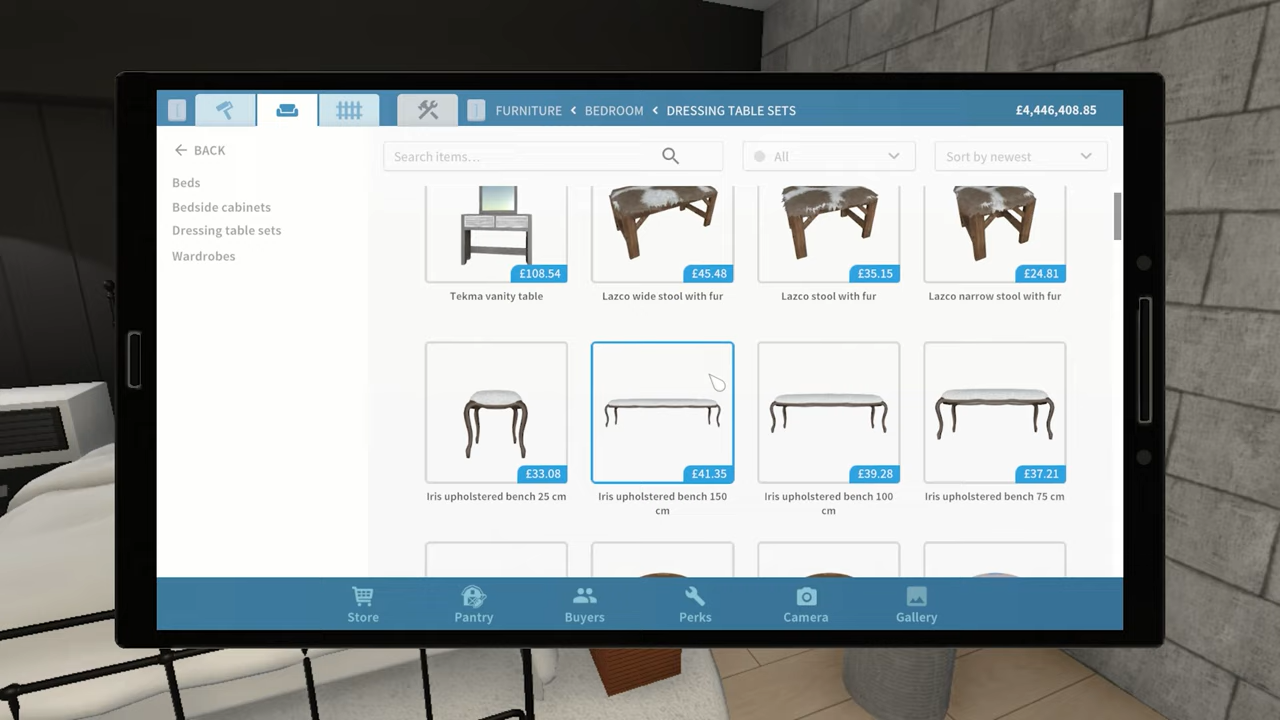 FURNITURE < BEDROOM < DRESSING TABLE SETS
£4,446,408.85
BACK
Search items...
All
Sort by newest
Beds
Bedside cabinets
Dressing table sets
Wardrobes
£108.54
£45.48
£35.15
£24.81
Tekma vanity table
Lazco wide stool with fur
Lazco stool with fur
Lazco narrow stool with fur
£33.08
£41.35
£39.28
£37.21
Iris upholstered bench 25 cm
Iris upholstered bench 150
cm
Iris upholstered bench 100
cm
Iris upholstered bench 75 cm
Store
Pantry
Buyers
Perks
Camera
Gallery